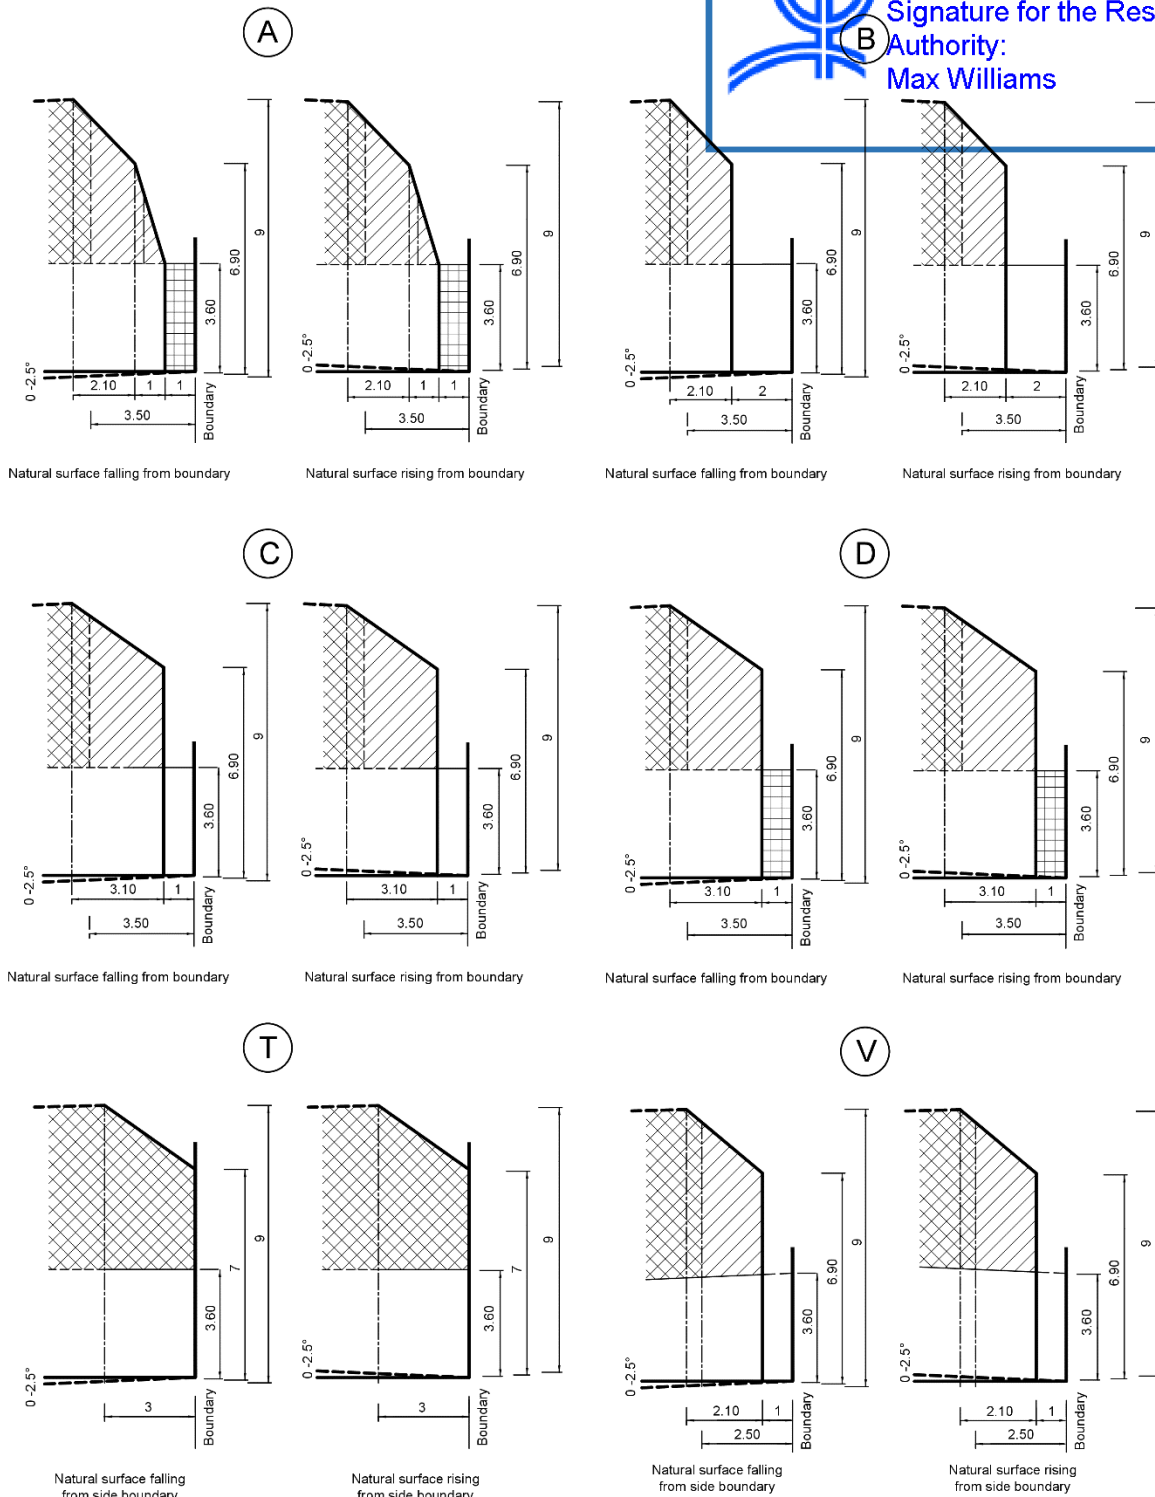 A
Signature for the Res
B
Authority:
Max Williams
9
6.90
3.60
0 -2.5°
2.10
1
1
3.50
Boundary
Natural surface falling from boundary
9
6.90
3.60
0 -2.5°
2.10
1
1
3.50
Boundary
Natural surface rising from boundary
9
6.90
3.60
0 -2.5°
2.10
2
3.50
Boundary
Natural surface falling from boundary
9
6.90
3.60
0 -2.5°
2.10
2
3.50
Boundary
Natural surface rising from boundary
C
9
6.90
3.60
0 -2.5°
3.10
1
3.50
Boundary
Natural surface falling from boundary
9
6.90
3.60
0 -2.5°
3.10
1
3.50
Boundary
Natural surface rising from boundary
D
9
6.90
3.60
0 -2.5°
3.10
1
3.50
Boundary
Natural surface falling from boundary
9
6.90
3.60
0 -2.5°
3.10
1
3.50
Boundary
Natural surface rising from boundary
T
9
7
3.60
0 -2.5°
3
Boundary
Natural surface falling
from side boundary
9
7
3.60
0 -2.5°
3
Boundary
Natural surface rising
from side boundary
V
9
6.90
3.60
0 -2.5°
2.10
1
2.50
Boundary
Natural surface falling
from side boundary
9
6.90
3.60
0 -2.5°
2.10
1
2.50
Boundary
Natural surface rising
from side boundary